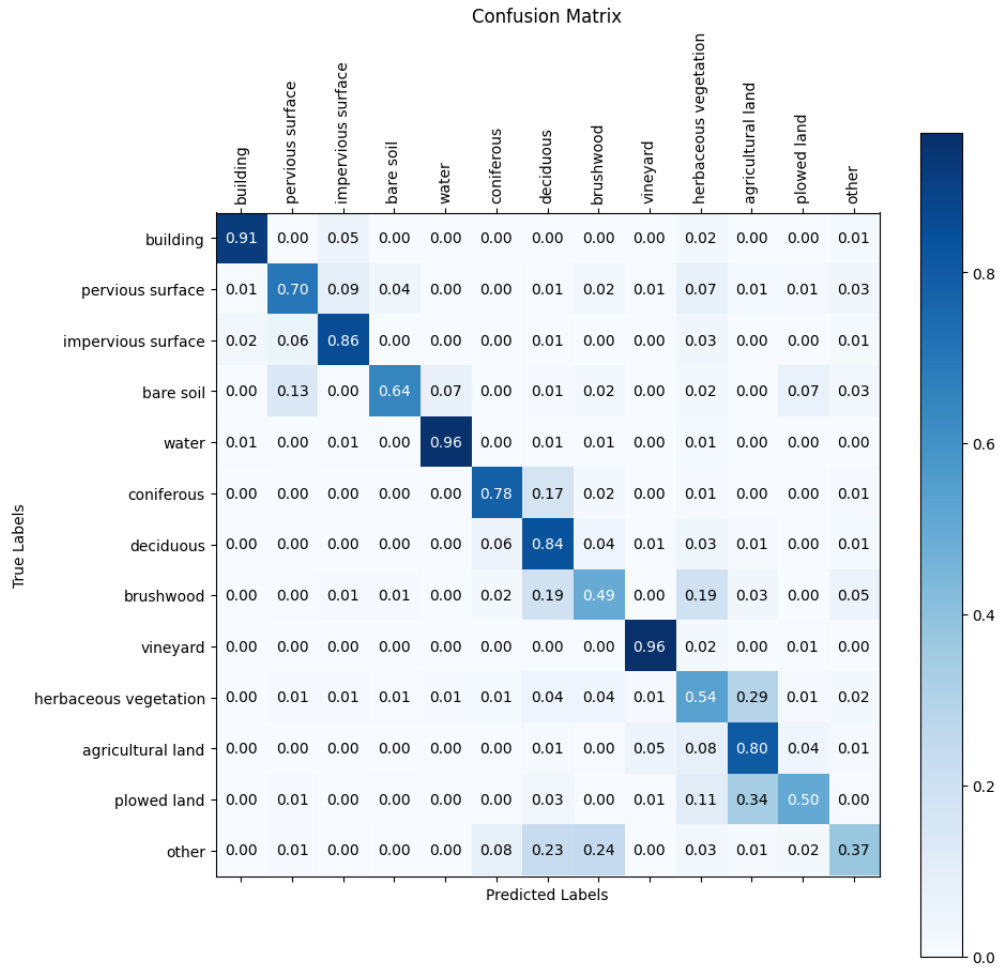 Confusion Matrix
building pervious surface impervious surface bare soil water coniferous deciduous brushwood vineyard herbaceous vegetation agricultural land plowed land other
building 0.91 0.00 0.05 0.00 0.00 0.00 0.00 0.00 0.00 0.02 0.00 0.00 0.01
pervious surface 0.01 0.70 0.09 0.04 0.00 0.00 0.01 0.02 0.01 0.07 0.01 0.01 0.03
impervious surface 0.02 0.06 0.86 0.00 0.00 0.00 0.01 0.00 0.00 0.03 0.00 0.00 0.01
bare soil 0.00 0.13 0.00 0.64 0.07 0.00 0.01 0.02 0.00 0.02 0.00 0.07 0.03
water 0.01 0.00 0.01 0.00 0.96 0.00 0.01 0.01 0.00 0.01 0.00 0.00 0.00
coniferous 0.00 0.00 0.00 0.00 0.00 0.78 0.17 0.02 0.00 0.01 0.00 0.00 0.01
deciduous 0.00 0.00 0.00 0.00 0.00 0.06 0.84 0.04 0.01 0.03 0.01 0.00 0.01
brushwood 0.00 0.00 0.01 0.01 0.00 0.02 0.19 0.49 0.00 0.19 0.03 0.00 0.05
vineyard 0.00 0.00 0.00 0.00 0.00 0.00 0.00 0.00 0.96 0.02 0.00 0.01 0.00
herbaceous vegetation 0.00 0.01 0.01 0.01 0.01 0.01 0.04 0.04 0.01 0.54 0.29 0.01 0.02
agricultural land 0.00 0.00 0.00 0.00 0.00 0.00 0.01 0.00 0.05 0.08 0.80 0.04 0.01
plowed land 0.00 0.01 0.00 0.00 0.00 0.00 0.03 0.00 0.01 0.11 0.34 0.50 0.00
other 0.00 0.01 0.00 0.00 0.00 0.08 0.23 0.24 0.00 0.03 0.01 0.02 0.37
True Labels
Predicted Labels
0.8
0.6
0.4
0.2
0.0